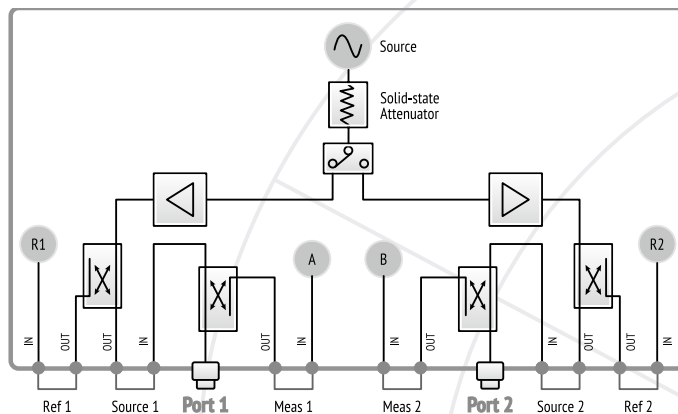 Source
Solid-state
Attenuator
R1
A
B
R2
IN
OUT
OUT
IN
OUT
IN
IN
OUT
IN
OUT
OUT
IN
Ref 1
Source 1
Port 1
Meas 1
Meas 2
Port 2
Source 2
Ref 2